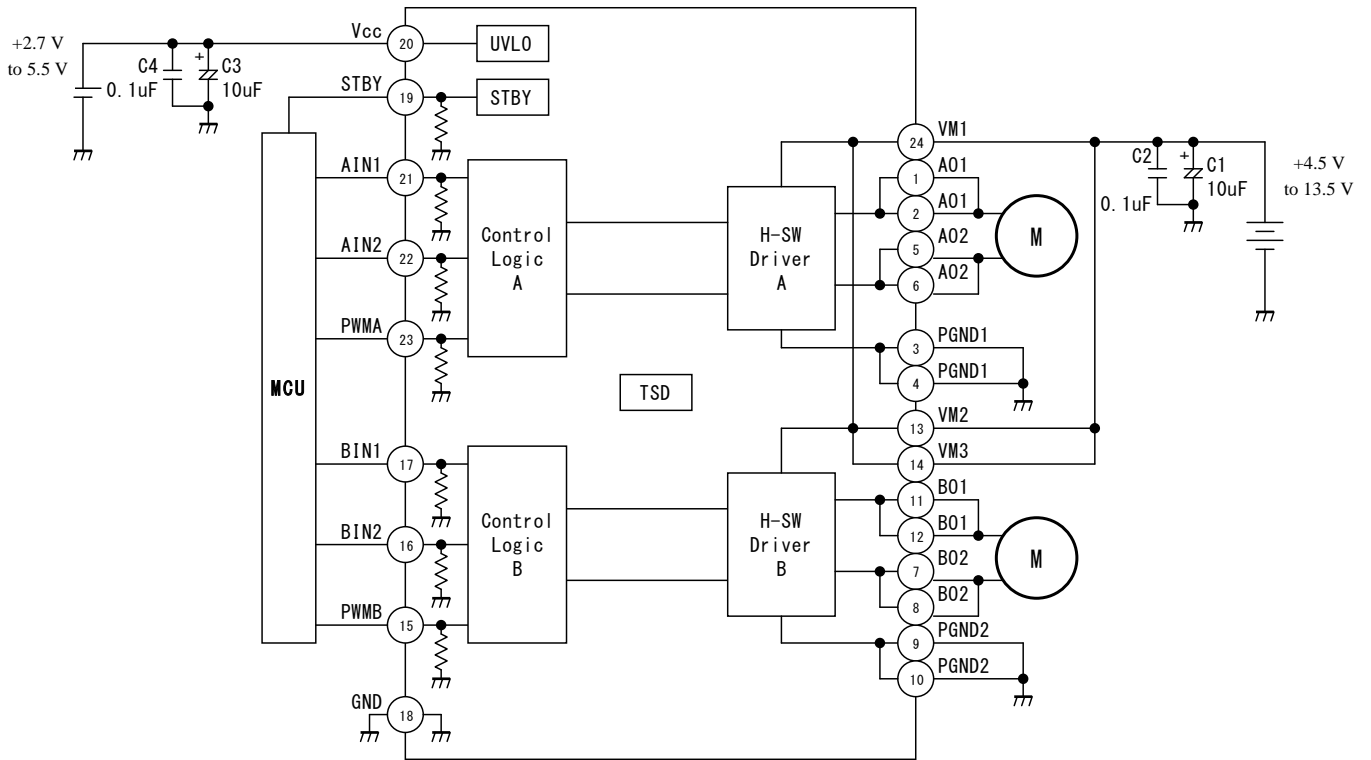 +2.7 V
to 5.5 V
C4
0.1uF
+
C3
10uF
Vcc
20
UVLO
STBY
19
STBY
MCU
AIN1
21
AIN2
22
PWMA
23
Control
Logic
A
H-SW
Driver
A
TSD
BIN1
17
BIN2
16
PWMB
15
Control
Logic
B
H-SW
Driver
B
GND
18
24
VM1
1
AO1
2
AO1
5
AO2
6
AO2
M
3
PGND1
4
PGND1
13
VM2
14
VM3
11
BO1
12
BO1
7
BO2
8
BO2
M
9
PGND2
10
PGND2
C2
0.1uF
+
C1
10uF
+4.5 V
to 13.5 V